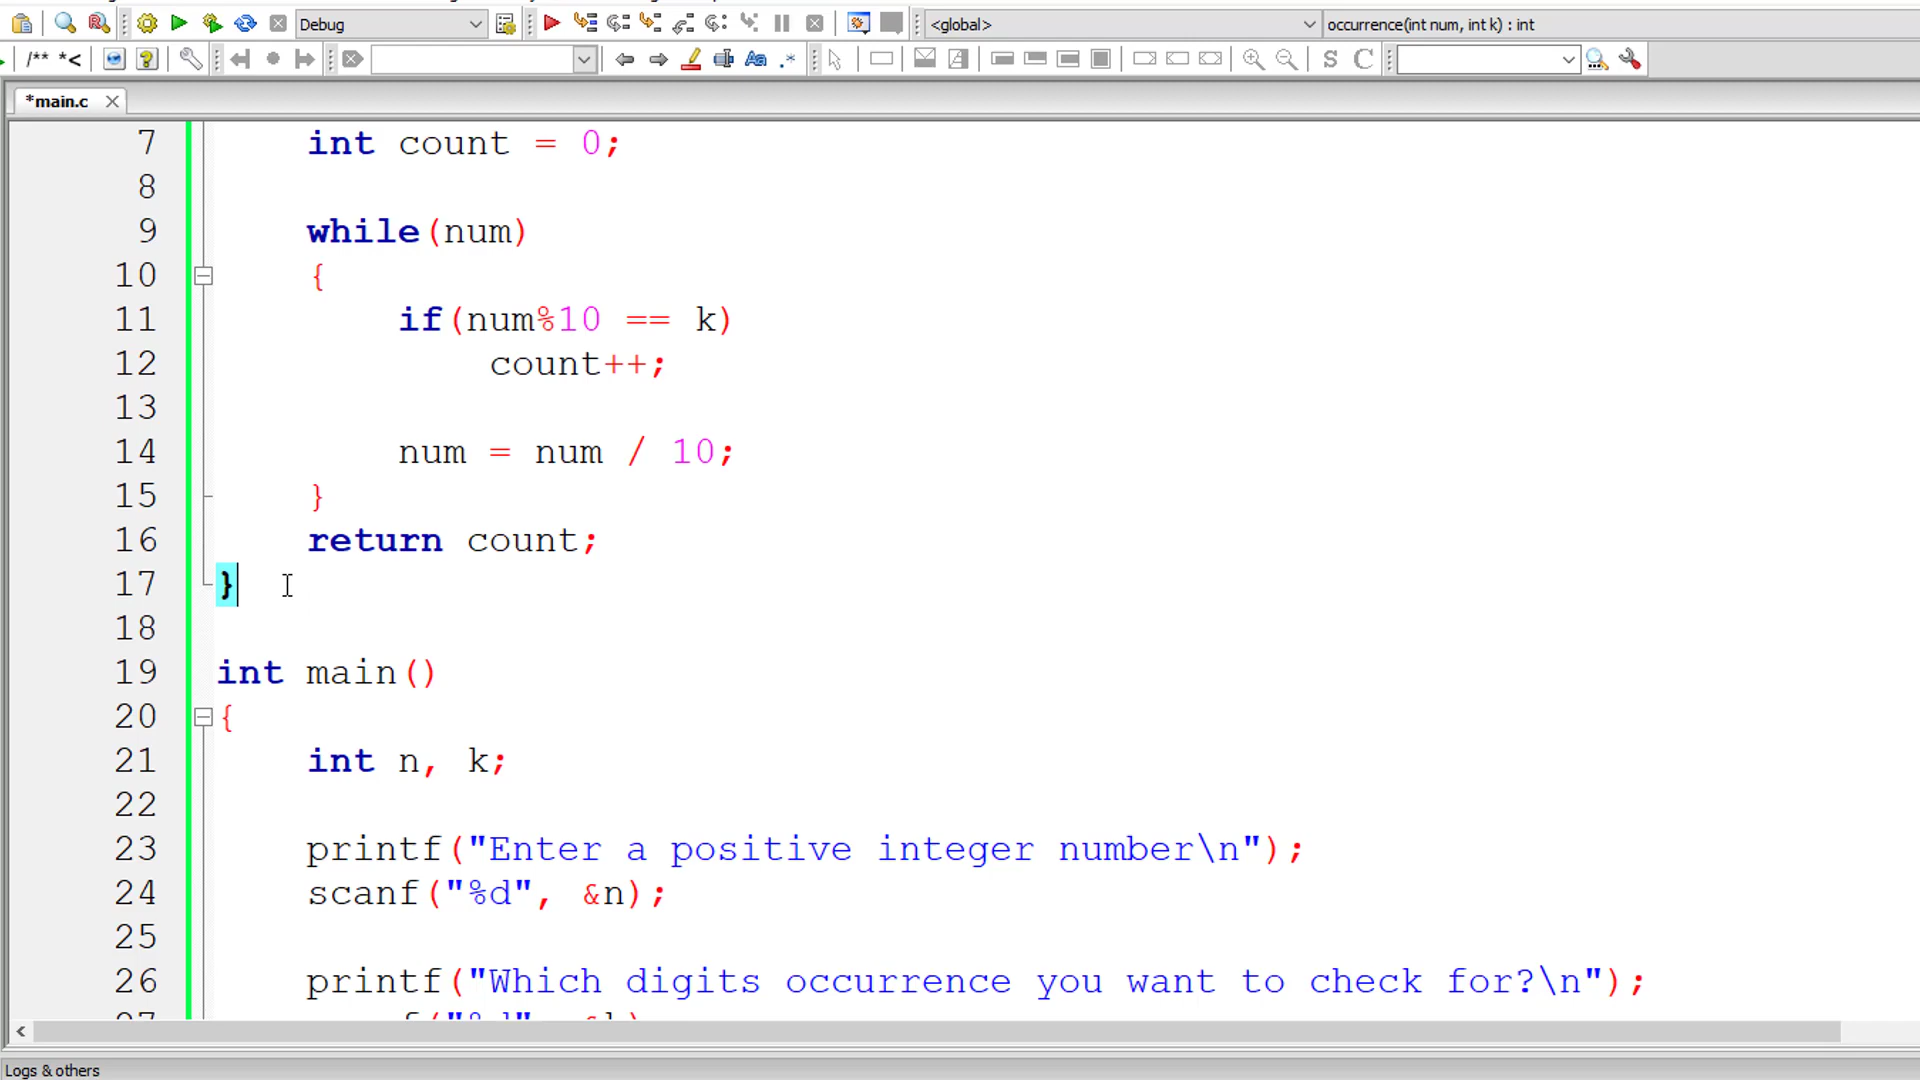 Debug
<global>
occurrence(int num, int k) : int
/** *<
Aa
.*
S
C
*main.c
7 int count = 0;
8
9 while(num)
10 {
11 if(num%10 == k)
12 count++;
13
14 num = num / 10;
15 }
16 return count;
17 }
18
19 int main()
20 {
21 int n, k;
22
23 printf("Enter a positive integer number\n");
24 scanf("%d", &n);
25
26 printf("Which digits occurrence you want to check for?\n");
Logs & others